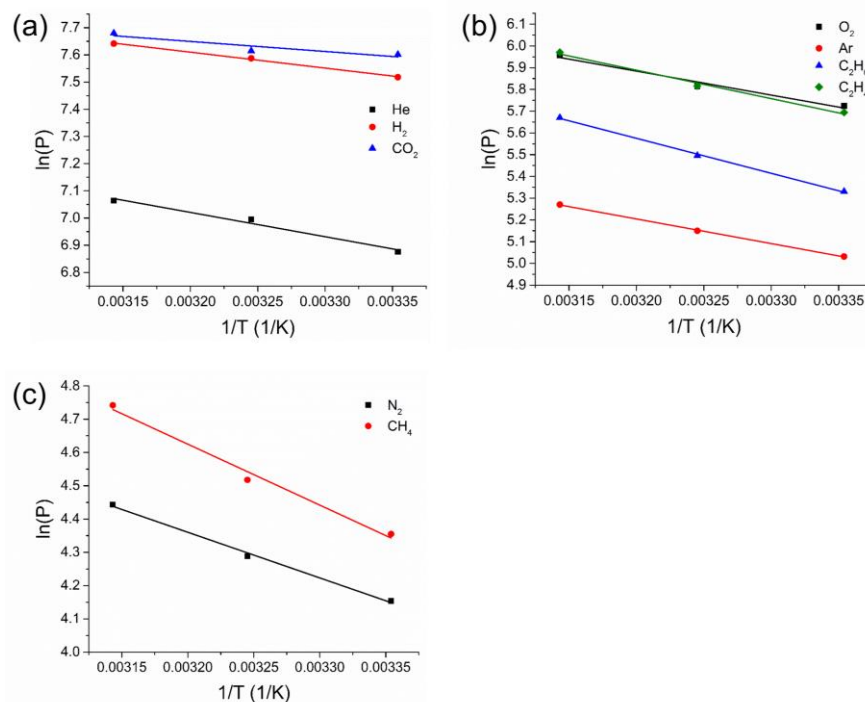 (a)
7.7
7.6
7.5
7.4
7.3
7.2
7.1
7.0
6.9
6.8
ln(P)
He
H₂
CO₂
0.00315 0.00320 0.00325 0.00330 0.00335
1/T (1/K)
(b)
6.1
6.0
5.9
5.8
5.7
5.6
5.5
5.4
5.3
5.2
5.1
5.0
4.9
ln(P)
O₂
Ar
C₂H
C₂H
0.00315 0.00320 0.00325 0.00330 0.00335
1/T (1/K)
(c)
4.8
4.7
4.6
4.5
4.4
4.3
4.2
4.1
4.0
ln(P)
N₂
CH₄
0.00315 0.00320 0.00325 0.00330 0.00335
1/T (1/K)